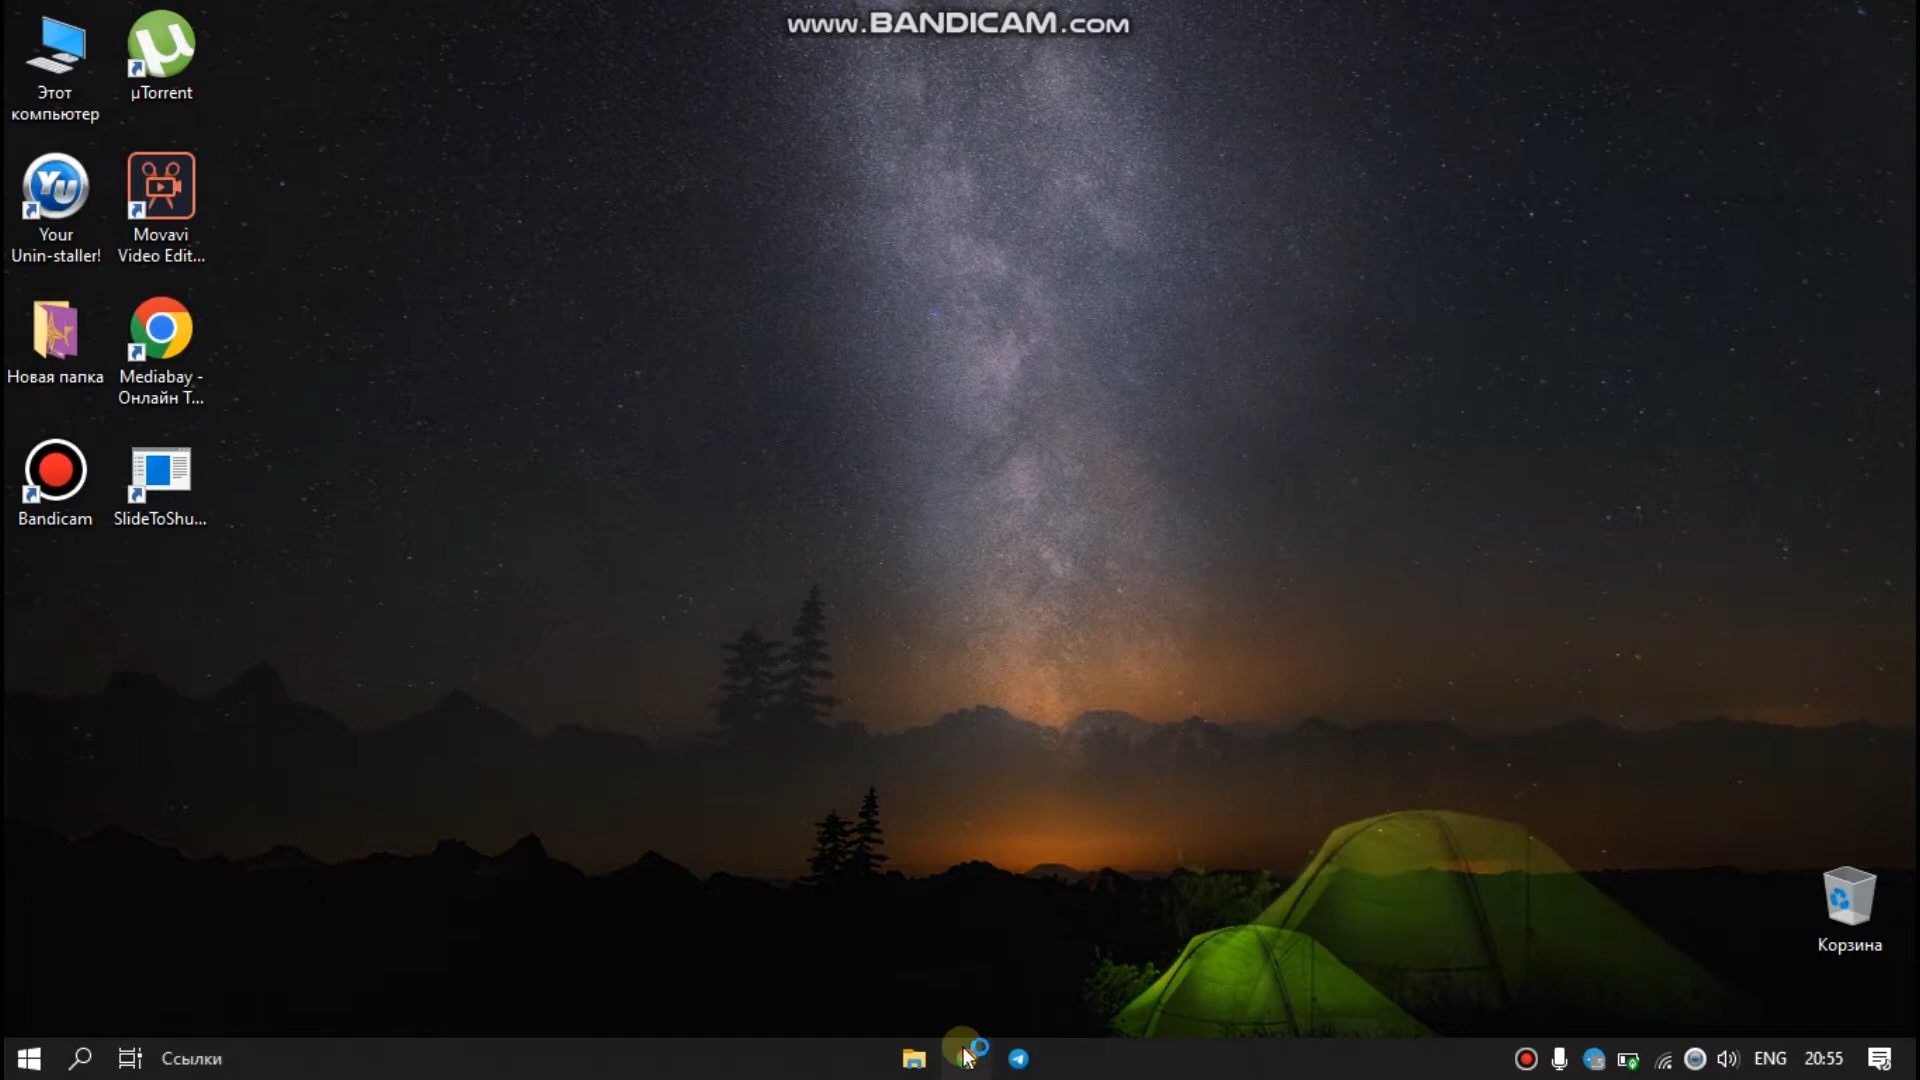 www.BANDICAM.com
Этот
компьютер
µTorrent
Your
Unin-staller!
Movavi
Video Edit...
Новая папка
Mediabay -
Онлайн Т...
Bandicam
SlideToShu...
Корзина
Ссылки
ENG
20:55